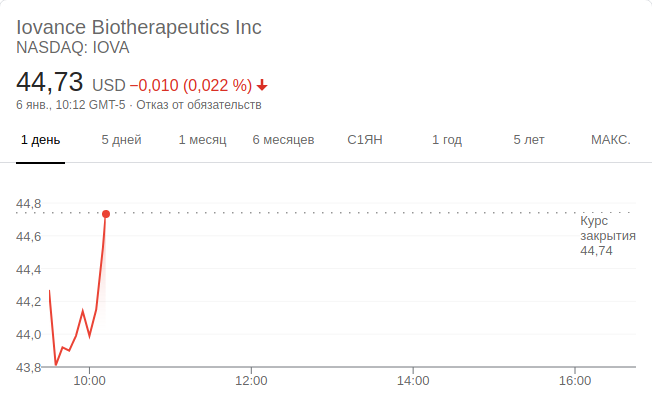 Iovance Biotherapeutics Inc
NASDAQ: IOVA
44,73 USD −0,010 (0,022 %)
6 янв., 10:12 GMT-5 · Отказ от обязательств
1 день 5 дней 1 месяц 6 месяцев С1ЯН 1 год 5 лет МАКС.
44,8
44,6
44,4
44,2
44,0
43,8
Курс
закрытия
44,74
10:00 12:00 14:00 16:00